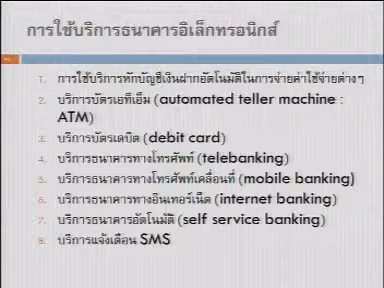 การใช้บริการธนาคารอิเล็กทรอนิกส์
1. การใช้บริการหักบัญชีเงินฝากอัตโนมัติในการจ่ายค่าใช้จ่ายต่างๆ
2. บริการบัตรเอทีเอ็ม (automated teller machine :
ATM)
3. บริการบัตรเดบิต (debit card)
4. บริการธนาคารทางโทรศัพท์ (telebanking)
5. บริการธนาคารทางโทรศัพท์เคลื่อนที่ (mobile banking)
6. บริการธนาคารทางอินเทอร์เน็ต (internet banking)
7. บริการธนาคารอัตโนมัติ (self service banking)
8. บริการแจ้งเตือน SMS